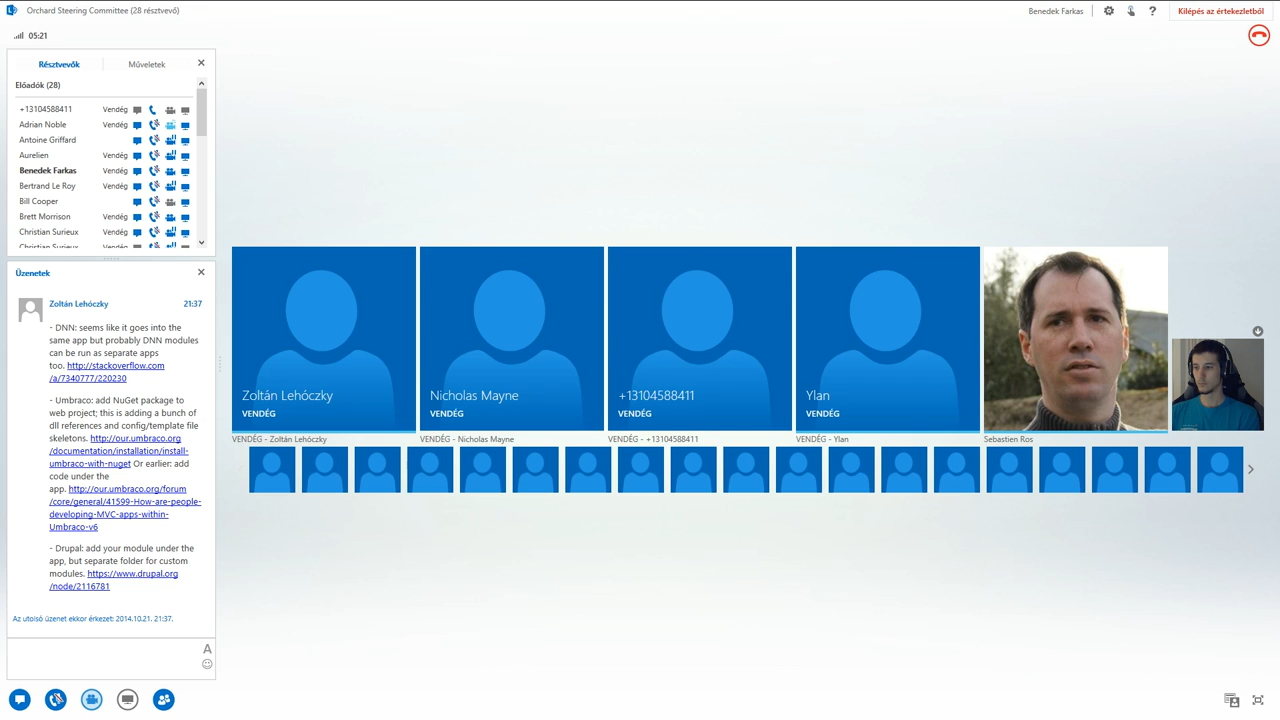 Orchard Steering Committee (28 résztvevő)
Benedek Farkas
?
Kilépés az értekezletből
05:21
Résztvevők
Műveletek
Előadók (28)
+13104588411 Vendég
Adrian Noble Vendég
Antoine Griffard
Aurelien Vendég
Benedek Farkas Vendég
Bertrand Le Roy Vendég
Bill Cooper
Brett Morrison Vendég
Christian Surieux Vendég
Christian Surieux Vendég
Üzenetek
Zoltán Lehóczky 21:37
- DNN: seems like it goes into the
same app but probably DNN modules
can be run as separate apps
too. http://stackoverflow.com
/a/7340777/220230
- Umbraco: add NuGet package to
web project; this is adding a bunch of
dll references and config/template file
skeletons. http://our.umbraco.org
/documentation/installation/install-
umbraco-with-nuget Or earlier: add
code under the
app. http://our.umbraco.org/forum
/core/general/41599-How-are-people-
developing-MVC-apps-within-
Umbraco-v6
- Drupal: add your module under the
app, but separate folder for custom
modules. https://www.drupal.org
/node/2116781
Az utolsó üzenet ekkor érkezet: 2014.10.21. 21:37.
A
Zoltán Lehóczky
VENDÉG
VENDÉG - Zoltán Lehóczky
Nicholas Mayne
VENDÉG
VENDÉG - Nicholas Mayne
+13104588411
VENDÉG
VENDÉG - +13104588411
Ylan
VENDÉG
VENDÉG - Ylan
Sebastien Ros